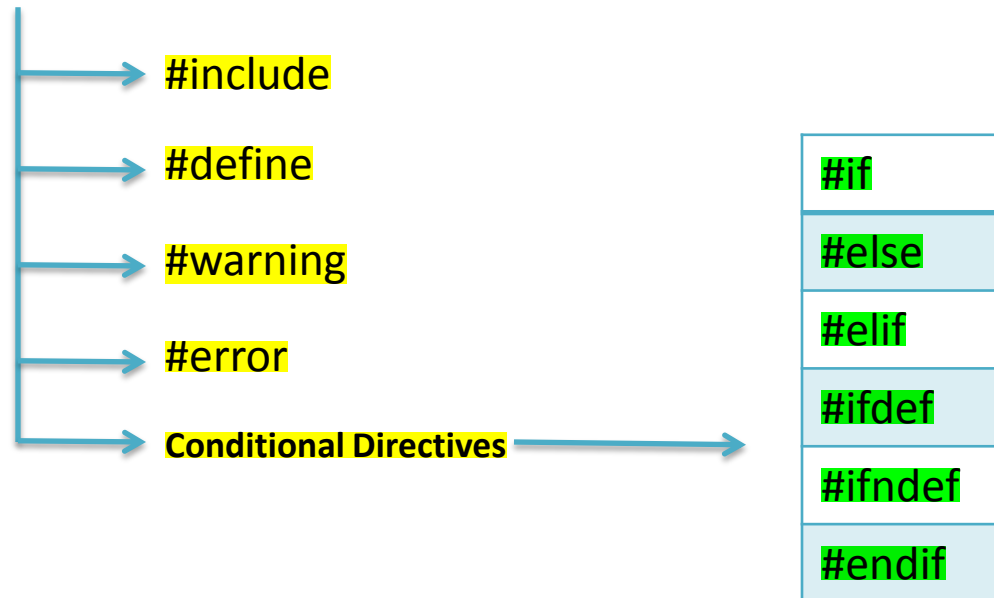 #include
#define
#warning
#error
Conditional Directives
#if
#else
#elif
#ifdef
#ifndef
#endif